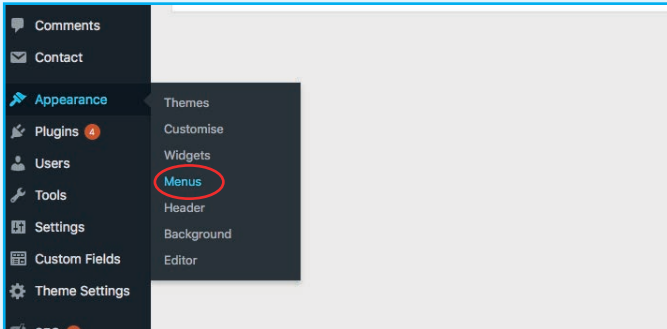 Comments
Contact
Appearance
Themes
Customise
Widgets
Menus
Header
Background
Editor
Plugins 4
Users
Tools
Settings
Custom Fields
Theme Settings